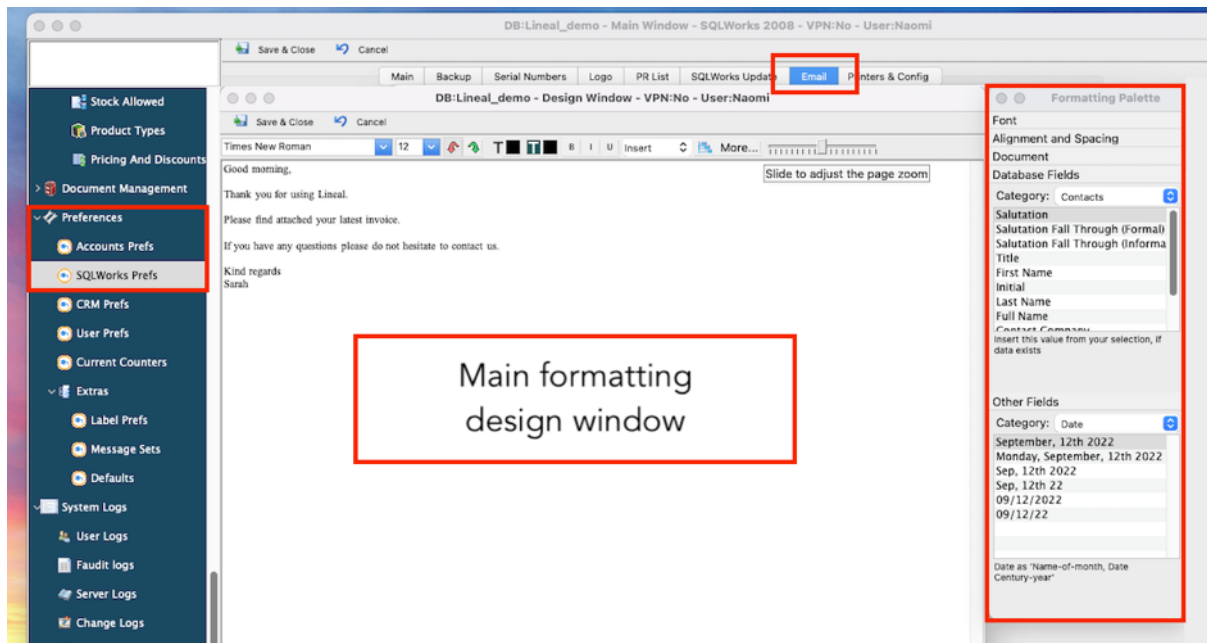 DB:Lineal_demo - Main Window - SQLWorks 2008 - VPN:No - User:Naomi
Save & Close Cancel
Main Backup Serial Numbers Logo PR List SQLWorks Update Email Printers & Config
Stock Allowed
Product Types
Pricing And Discounts
Document Management
Preferences
Accounts Prefs
SQLWorks Prefs
CRM Prefs
User Prefs
Current Counters
Extras
Label Prefs
Message Sets
Defaults
System Logs
User Logs
Faudit logs
Server Logs
Change Logs
DB:Lineal_demo - Design Window - VPN:No - User:Naomi
Save & Close Cancel
Times New Roman 12 T T B I U Insert More...
Slide to adjust the page zoom
Good morning,
Thank you for using Lineal.
Please find attached your latest invoice.
If you have any questions please do not hesitate to contact us.
Kind regards
Sarah
Main formatting
design window
Formatting Palette
Font
Alignment and Spacing
Document
Database Fields
Category: Contacts
Salutation
Salutation Fall Through (Formal)
Salutation Fall Through (Informa
Title
First Name
Initial
Last Name
Full Name
Contact Company
Insert this value from your selection, if
data exists
Other Fields
Category: Date
September, 12th 2022
Monday, September, 12th 2022
Sep, 12th 2022
Sep, 12th 22
09/12/2022
09/12/22
Date as 'Name-of-month, Date
Century-year'